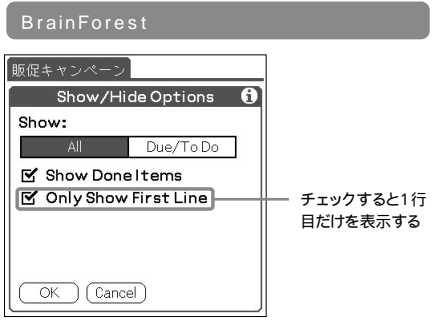 BrainForest
販促キャンペーン
Show/Hide Options
Show:
All Due/To Do
Show Done Items
Only Show First Line
チェックすると1行
目だけを表示する
OK Cancel